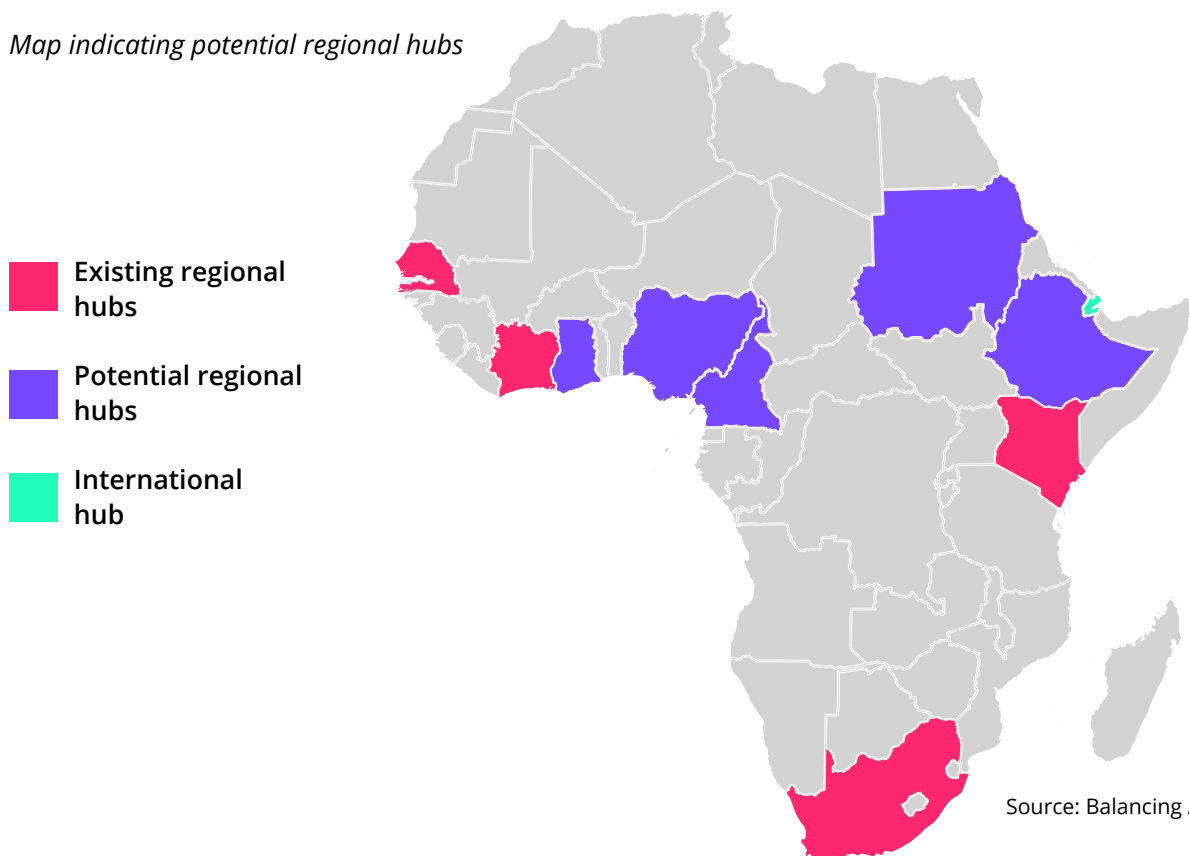 Map indicating potential regional hubs
Existing regional
hubs
Potential regional
hubs
International
hub
Source: Balancing